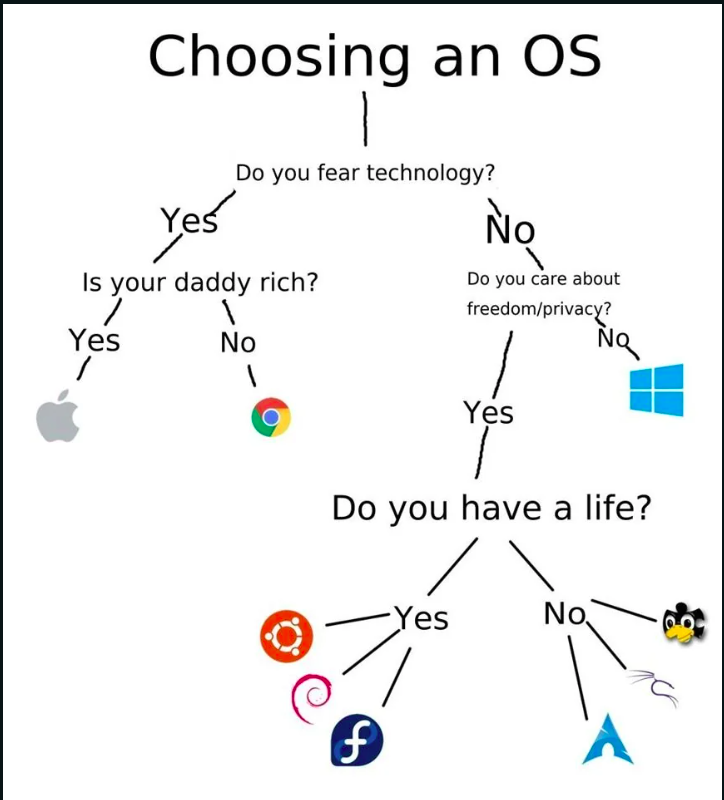 Choosing an OS
Do you fear technology?
Yes
No
Is your daddy rich?
Do you care about
freedom/privacy?
Yes
No
No
Yes
Do you have a life?
Yes
No